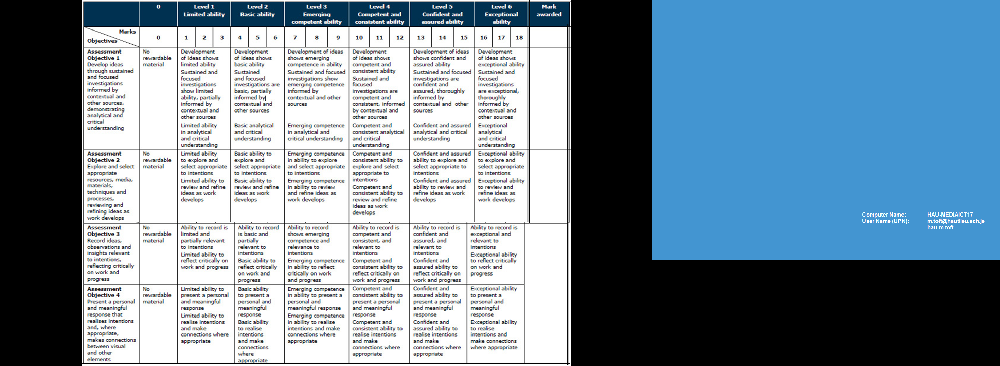 0
Level 1
Limited ability
Level 2
Basic ability
Level 3
Emerging
competent ability
Level 4
Competent and
consistent ability
Level 5
Confident and
assured ability
Level 6
Exceptional
ability
Mark
awarded
Marks
Objectives
0
1 2 3
4 5 6
7 8 9
10 11 12
13 14 15
16 17 18
Assessment
Objective 1
Develop ideas
through sustained
and focused
investigations
informed by
contextual and
other sources,
demonstrating
analytical and
critical
understanding
No
rewardable
material
Development
of ideas shows
limited ability
Sustained and
focused
investigations
show limited
ability, partially
informed by
contextual and
other sources
Limited ability
in analytical
and critical
understanding
Development
of ideas shows
basic ability
Sustained
and focused
investigations are
basic, partially
informed by
contextual and
other sources
Basic analytical
and critical
understanding
Development of ideas
shows emerging
competence in ability
Sustained and focused
investigations show
emerging competence
informed by
contextual and other
sources
Emerging competence
in analytical and
critical understanding
Development
of ideas shows
competent and
consistent ability
Sustained and
focused
investigations are
competent and
consistent, informed
by contextual and
other sources
Competent and
consistent analytical
and critical
understanding
Development of ideas
shows confident and
assured ability
Sustained and focused
investigations are
confident and
assured, thoroughly
informed by
contextual and other
sources
Confident and assured
analytical and critical
understanding
Development
of ideas shows
exceptional ability
Sustained and
focused
investigations
are exceptional,
thoroughly
informed by
contextual and
other sources
Exceptional
analytical
and critical
understanding
Assessment
Objective 2
Explore and select
appropriate
resources, media,
materials,
techniques and
processes,
reviewing and
refining ideas as
work develops
No
rewardable
material
Limited ability
to explore and
select appropriate
to intentions
Limited ability to
review and refine
ideas as work
develops
Basic ability to
explore and
select appropriate
to intentions
Basic ability to
review and refine
ideas as work
develops
Emerging competence
in ability to explore
and select appropriate
to intentions
Emerging competence
in ability to review
and refine ideas as
work develops
Competent and
consistent ability to
explore and select
appropriate to
intentions
Competent and
consistent ability to
review and refine
ideas as work
develops
Confident and assured
ability to explore and
select appropriate to
intentions
Confident and assured
ability to review and
refine ideas as work
develops
Exceptional ability
to explore and
select appropriate
to intentions
Exceptional ability
to review and
refine ideas as
work develops
Assessment
Objective 3
Record ideas,
observations and
insights relevant
to intentions,
reflecting critically
on work and
progress
No
rewardable
material
Ability to record is
limited and
partially relevant
to intentions
Limited ability to
reflect critically on
work and progress
Ability to record
is basic and
partially
relevant to
intentions
Basic ability to
reflect critically
on work and
progress
Ability to record
shows emerging
competence and
relevance to
intentions
Emerging competence
in ability to reflect
critically on work
and progress
Ability to record is
competent and
consistent, and
relevant to
intentions
Competent and
consistent ability to
reflect critically on
work and progress
Ability to record is
confident and
assured, and
relevant to
intentions
Confident and
assured ability to
reflect critically on
work and progress
Ability to record is
exceptional and
relevant to
intentions
Exceptional ability
to reflect critically
on work and
progress
Assessment
Objective 4
Present a personal
and meaningful
response that
realises intentions
and, where
appropriate,
makes connections
between visual
and other
elements
No
rewardable
material
Limited ability to
present a personal
and meaningful
response
Limited ability to
realise intentions
and make
connections where
appropriate
Basic ability
to present a
personal and
meaningful
response
Basic ability
to realise
intentions
and make
connections
where
appropriate
Emerging competence
in ability to present a
personal and
meaningful response
Emerging competence
in ability to realise
intentions and make
connections where
appropriate
Competent and
consistent ability to
present a personal
and meaningful
response
Competent and
consistent ability to
realise intentions
and make
connections where
appropriate
Confident and
assured ability to
present a personal
and meaningful
response
Confident and
assured ability to
realise intentions
and make
connections where
appropriate
Exceptional ability
to present a
personal and
meaningful
response
Exceptional ability
to realise
intentions and
make connections
where appropriate
Computer Name: HAU-MEDIAICT17
User Name (UPN): m.toft@hautlieu.sch.je
hau-m.toft